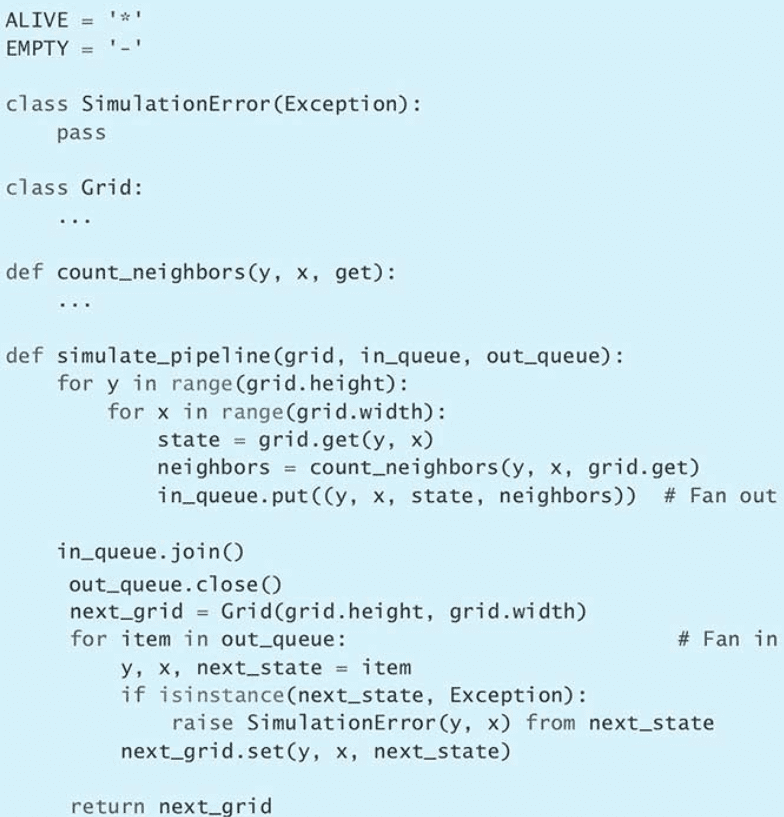 ALIVE = '*'
EMPTY = '-'

class SimulationError(Exception):
    pass

class Grid:
    ...

def count_neighbors(y, x, get):
    ...

def simulate_pipeline(grid, in_queue, out_queue):
    for y in range(grid.height):
        for x in range(grid.width):
            state = grid.get(y, x)
            neighbors = count_neighbors(y, x, grid.get)
            in_queue.put((y, x, state, neighbors))  # Fan out

    in_queue.join()
     out_queue.close()
     next_grid = Grid(grid.height, grid.width)
     for item in out_queue:                          # Fan in
         y, x, next_state = item
         if isinstance(next_state, Exception):
             raise SimulationError(y, x) from next_state
         next_grid.set(y, x, next_state)

     return next_grid